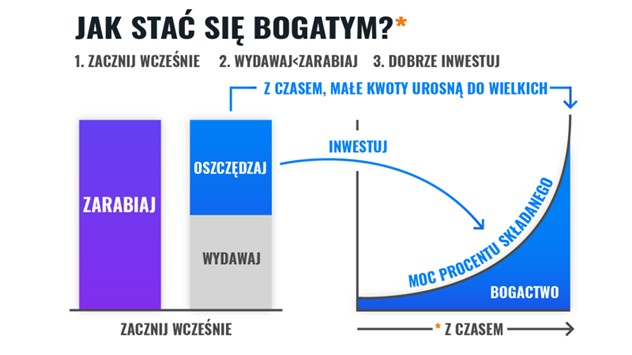 JAK STAĆ SIĘ BOGATYM?*
1. ZACZNIJ WCZEŚNIE 2. WYDAWAJ<ZARABIAJ 3. DOBRZE INWESTUJ
Z CZASEM, MAŁE KWOTY UROSNĄ DO WIELKICH
ZARABIAJ
OSZCZĘDZAJ
WYDAWAJ
ZACZNIJ WCZEŚNIE
INWESTUJ
MOC PROCENTU SKŁADANEGO
BOGACTWO
* Z CZASEM